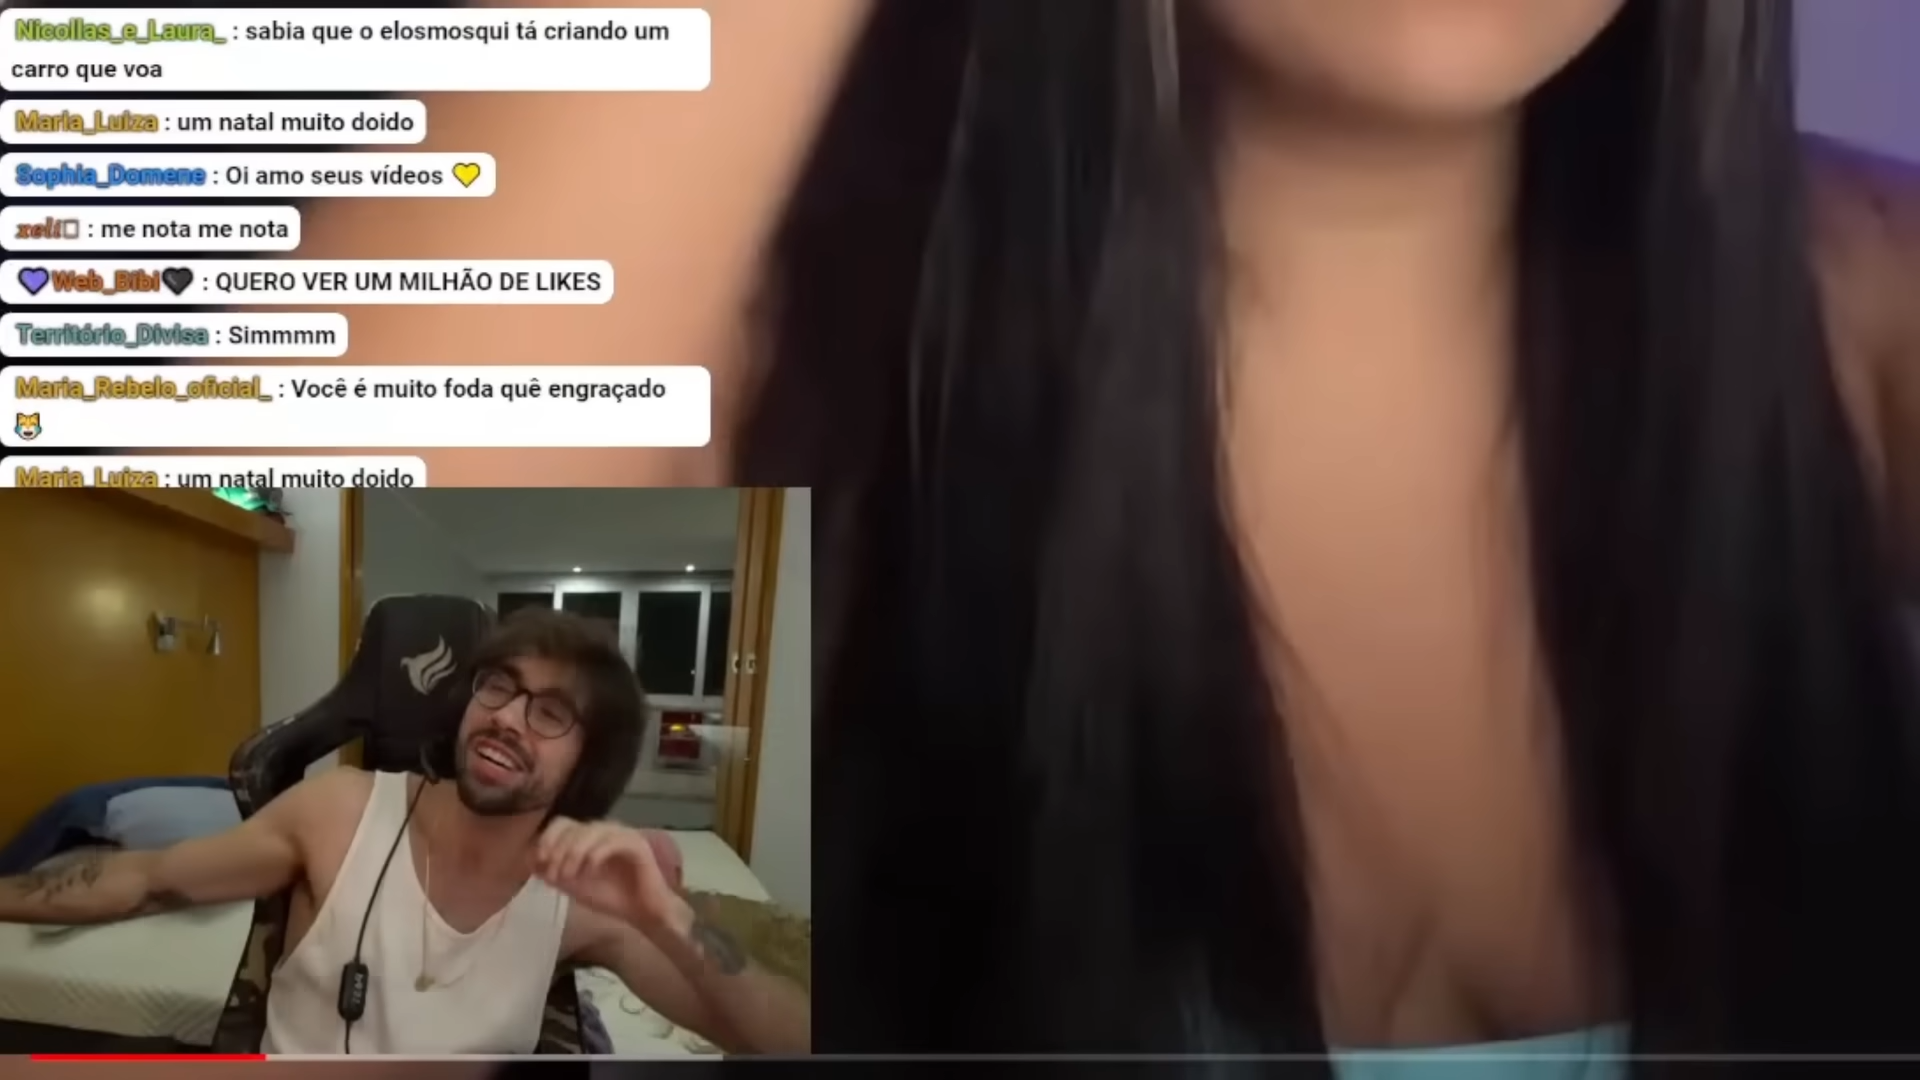 Nicollas_e_Laura_ : sabia que o elosmosqui tá criando um
carro que voa
Maria_Luiza : um natal muito doido
Sophia_Domene : Oi amo seus vídeos 💛
xeli□ : me nota me nota
💜Web_Bibi🖤 : QUERO VER UM MILHÃO DE LIKES
Território_Divisa : Simmmm
Maria_Rebelo_oficial_ : Você é muito foda quê engraçado
😹
Maria_Luiza : um natal muito doido